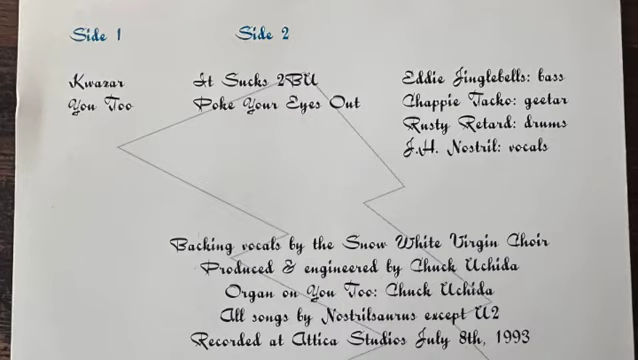 Side 1
Kwazar
You Too
Side 2
It Sucks 2BU
Poke Your Eyes Out
Eddie Jinglebells: bass
Chappie Tacko: geetar
Rusty Retard: drums
J.H. Nostril: vocals
Backing vocals by the Snow White Virgin Choir
Produced & engineered by Chuck Uchida
Organ on You Too: Chuck Uchida
All songs by Nostrilsaurus except U2
Recorded at Attica Studios July 8th, 1993